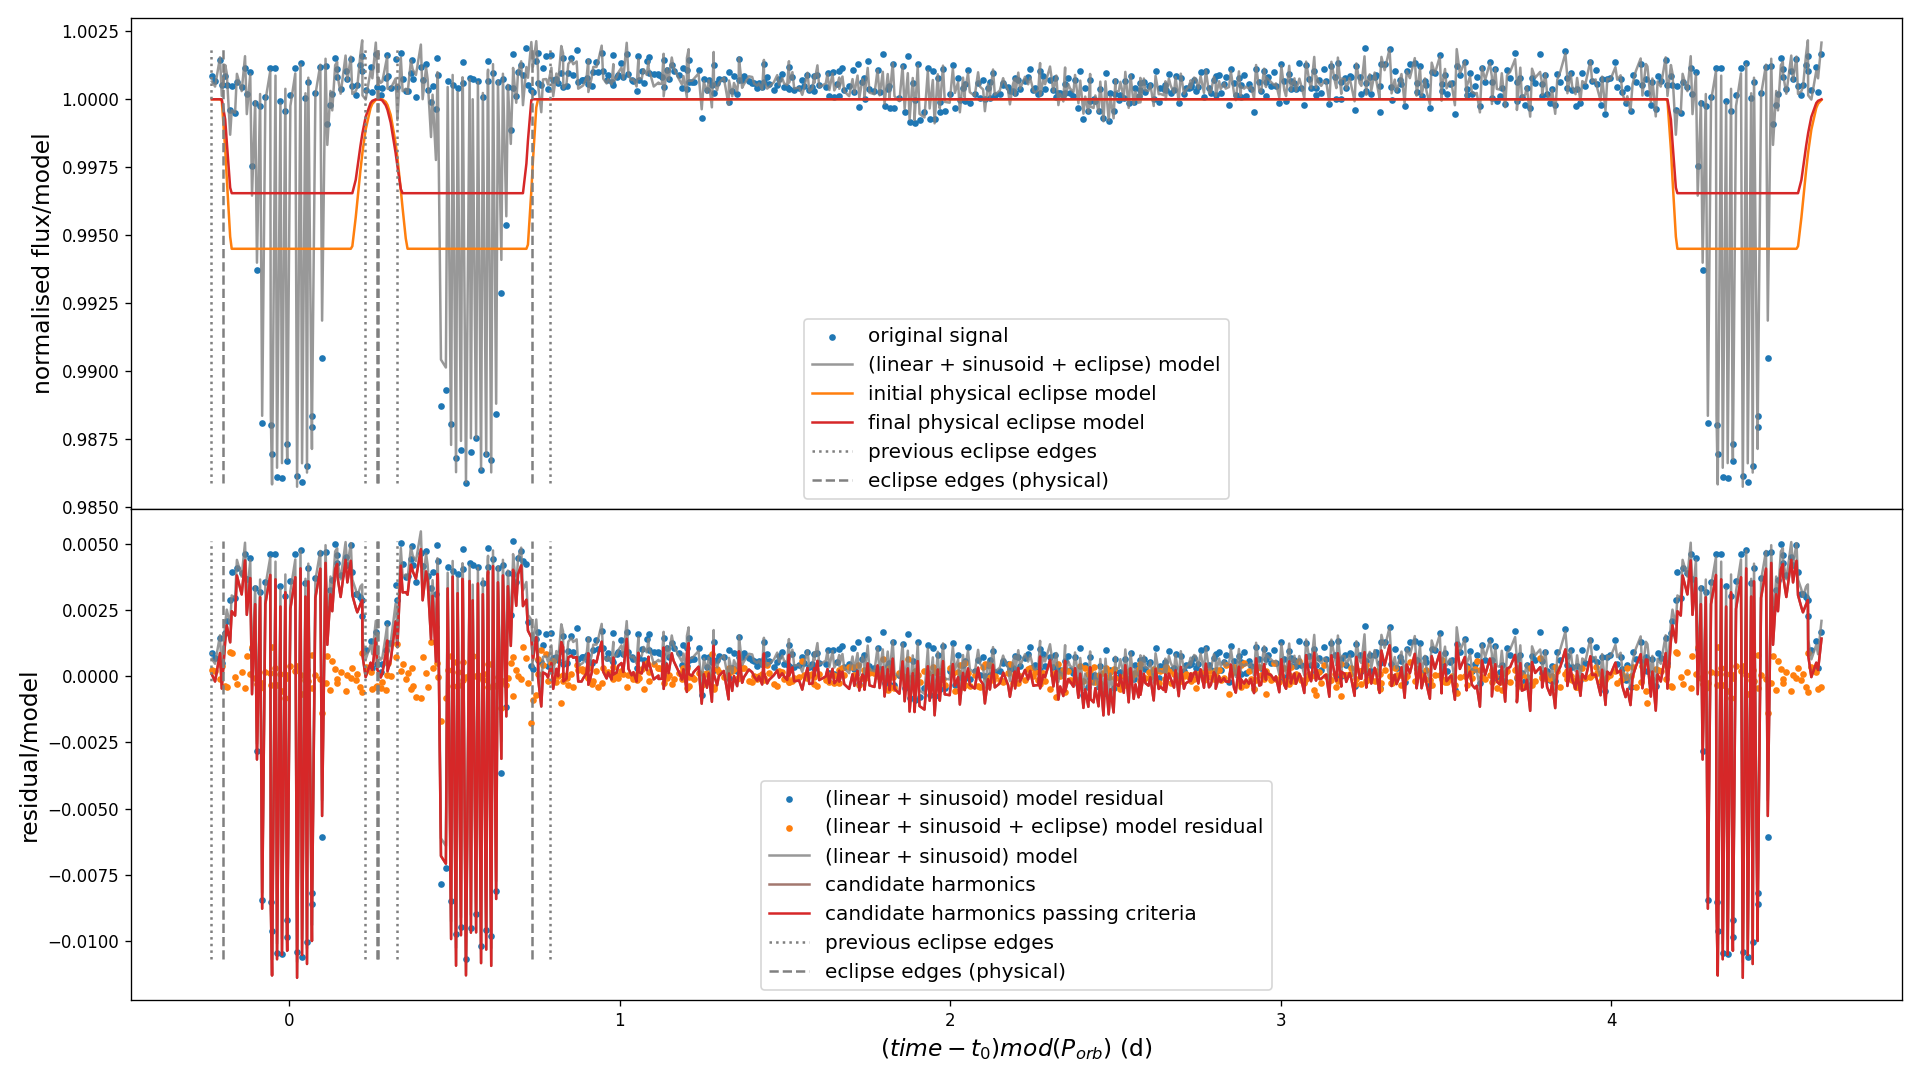 1.0025
1.0000
0.9975
0.9950
0.9925
0.9900
0.9875
0.9850
normalised flux/model
original signal
(linear + sinusoid + eclipse) model
initial physical eclipse model
final physical eclipse model
previous eclipse edges
eclipse edges (physical)
0.0050
0.0025
0.0000
−0.0025
−0.0050
−0.0075
−0.0100
residual/model
(linear + sinusoid) model residual
(linear + sinusoid + eclipse) model residual
(linear + sinusoid) model
candidate harmonics
candidate harmonics passing criteria
previous eclipse edges
eclipse edges (physical)
0 1 2 3 4
(time − t₀)mod(P_orb) (d)